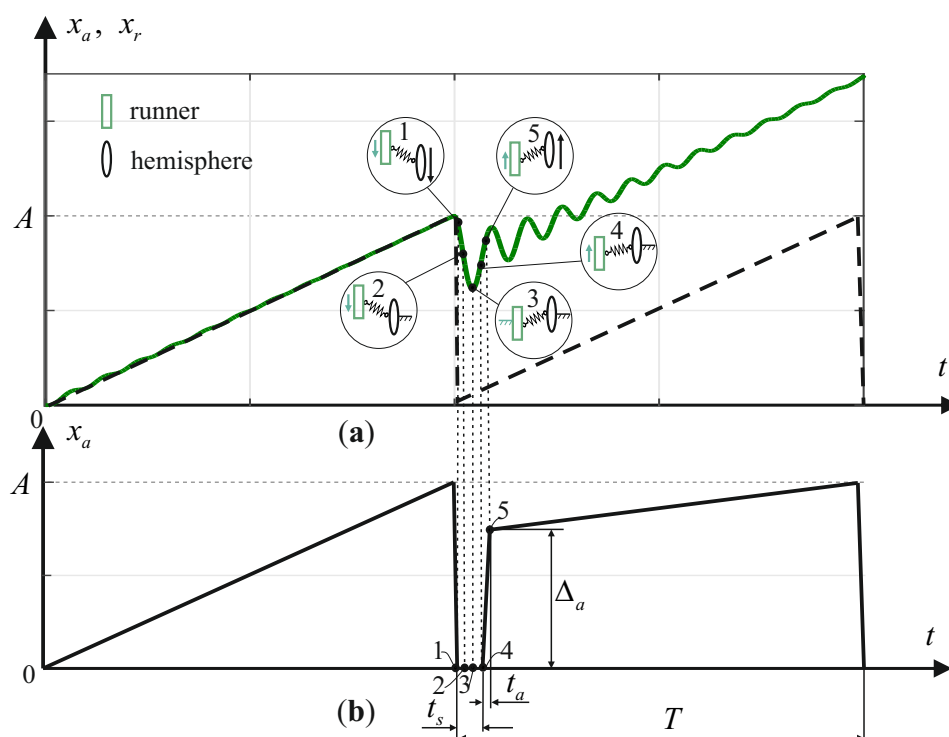 x_a, x_r
runner
hemisphere
1
5
A
4
2
3
t
0
(a)
x_a
A
5
Δ_a
t
1
4
0
2
3
t_a
(b)
t_s
T